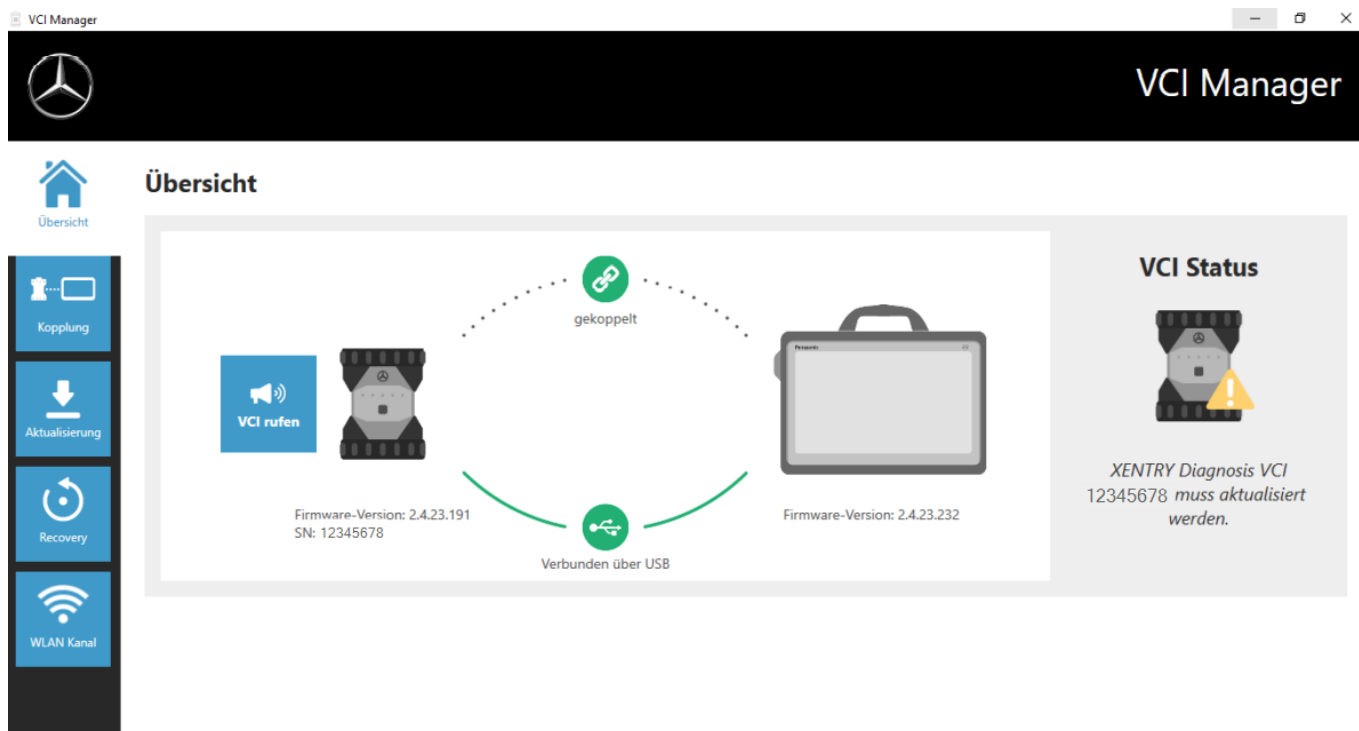 VCI Manager
VCI Manager
Übersicht
Übersicht
Kopplung
Aktualisierung
Recovery
WLAN Kanal
gekoppelt
VCI rufen
Firmware-Version: 2.4.23.191
SN: 12345678
Verbunden über USB
Panasonic
Firmware-Version: 2.4.23.232
VCI Status
XENTRY Diagnosis VCI
12345678 muss aktualisiert
werden.